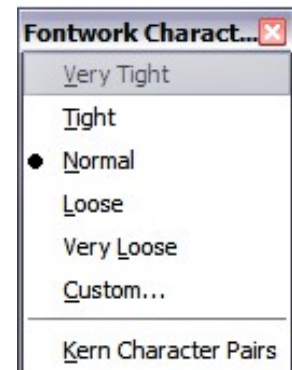 Fontwork Charact...
Very Tight
Tight
Normal
Loose
Very Loose
Custom...
Kern Character Pairs